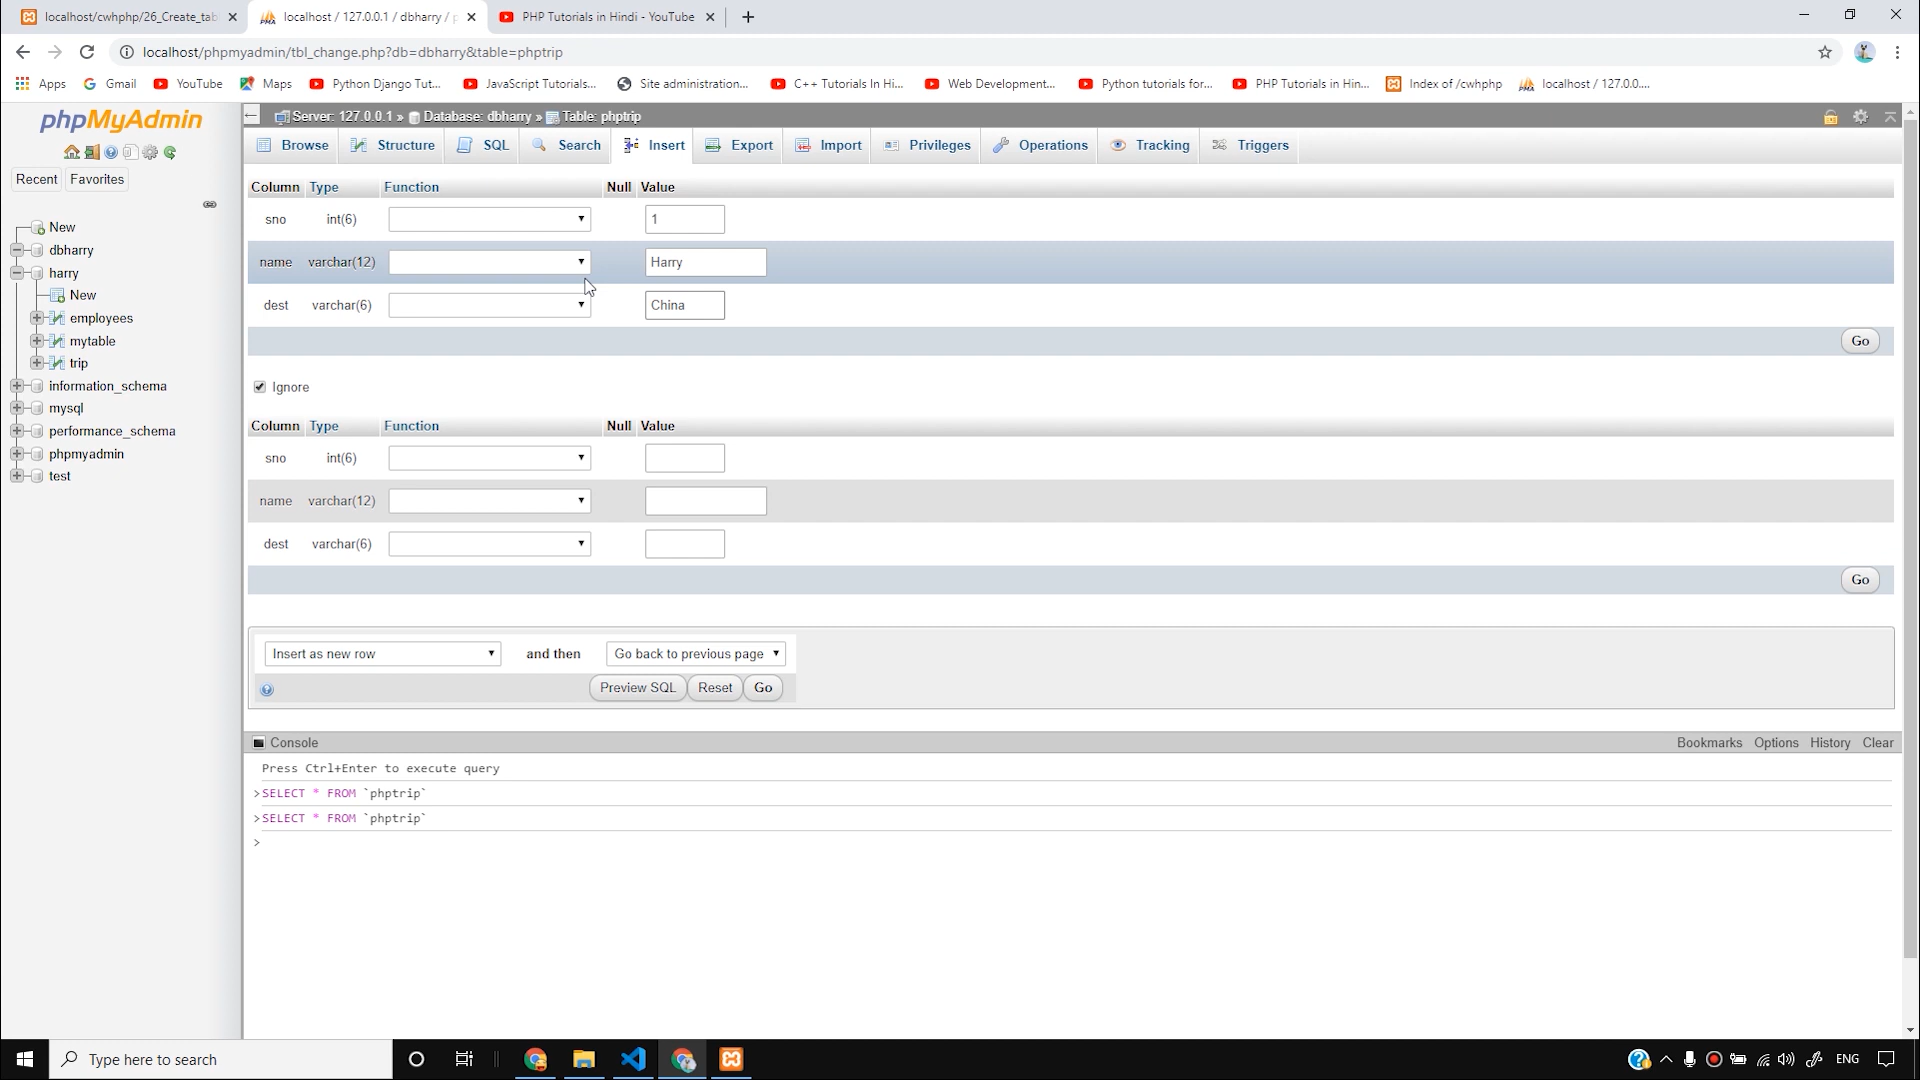 localhost/cwhphp/26_Create_tab
localhost / 127.0.0.1 / dbharry / p
PHP Tutorials in Hindi - YouTube
localhost/phpmyadmin/tbl_change.php?db=dbharry&table=phptrip
Apps Gmail YouTube Maps Python Django Tut... JavaScript Tutorials... Site administration... C++ Tutorials In Hi... Web Development... Python tutorials for... PHP Tutorials in Hin... Index of /cwhphp localhost / 127.0.0....
phpMyAdmin
Recent Favorites
New
dbharry
harry
New
employees
mytable
trip
information_schema
mysql
performance_schema
phpmyadmin
test
Server: 127.0.0.1 » Database: dbharry » Table: phptrip
Browse Structure SQL Search Insert Export Import Privileges Operations Tracking Triggers
Column Type Function Null Value
sno int(6) 1
name varchar(12) Harry
dest varchar(6) China
Go
Ignore
Column Type Function Null Value
sno int(6)
name varchar(12)
dest varchar(6)
Go
Insert as new row and then Go back to previous page
Preview SQL Reset Go
Console Bookmarks Options History Clear
Press Ctrl+Enter to execute query
>SELECT * FROM `phptrip`
>SELECT * FROM `phptrip`
>
Type here to search
ENG